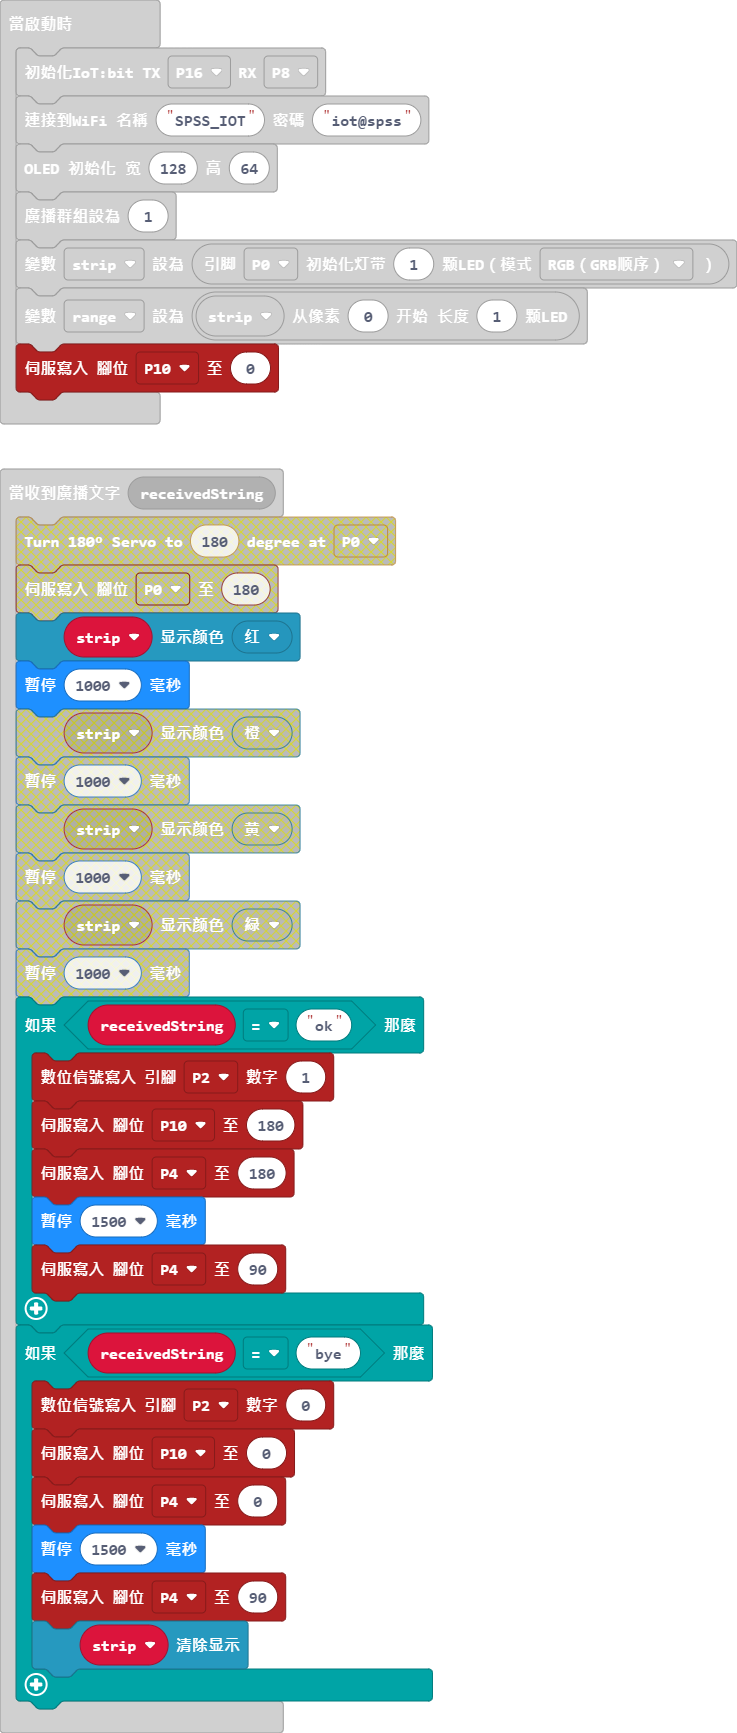 當啟動時
初始化IoT:bit TX P16 RX P8
連接到WiFi 名稱 "SPSS_IOT" 密碼 "iot@spss"
OLED 初始化 宽 128 高 64
廣播群組設為 1
變數 strip 設為 引脚 P0 初始化灯带 1 颗LED（模式 RGB（GRB顺序） ）
變數 range 設為 strip 从像素 0 开始 长度 1 颗LED
伺服寫入 腳位 P10 至 0
當收到廣播文字 receivedString
Turn 180° Servo to 180 degree at P0
伺服寫入 腳位 P0 至 180
strip 显示颜色 红
暫停 1000 毫秒
strip 显示颜色 橙
暫停 1000 毫秒
strip 显示颜色 黄
暫停 1000 毫秒
strip 显示颜色 緑
暫停 1000 毫秒
如果 receivedString = "ok" 那麼
數位信號寫入 引腳 P2 數字 1
伺服寫入 腳位 P10 至 180
伺服寫入 腳位 P4 至 180
暫停 1500 毫秒
伺服寫入 腳位 P4 至 90
如果 receivedString = "bye" 那麼
數位信號寫入 引腳 P2 數字 0
伺服寫入 腳位 P10 至 0
伺服寫入 腳位 P4 至 0
暫停 1500 毫秒
伺服寫入 腳位 P4 至 90
strip 清除显示